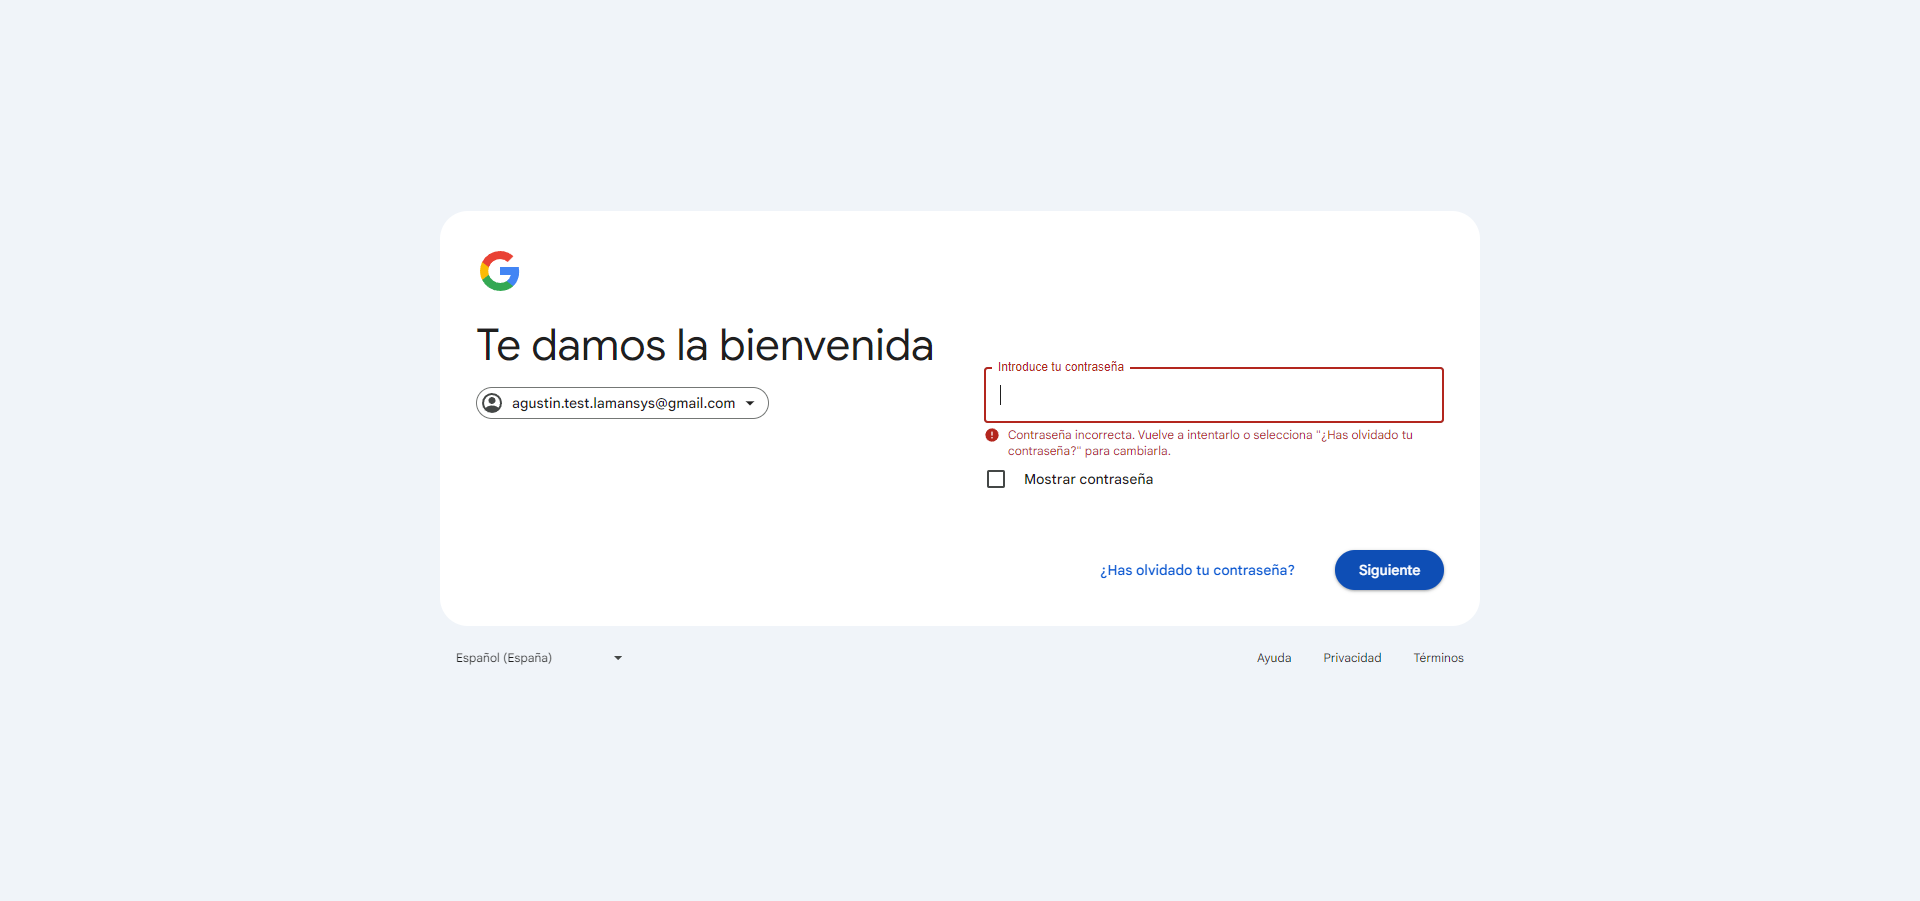 Te damos la bienvenida
agustin.test.lamansys@gmail.com
Introduce tu contraseña
Contraseña incorrecta. Vuelve a intentarlo o selecciona "¿Has olvidado tu
contraseña?" para cambiarla.
Mostrar contraseña
¿Has olvidado tu contraseña?
Siguiente
Español (España)
Ayuda
Privacidad
Términos